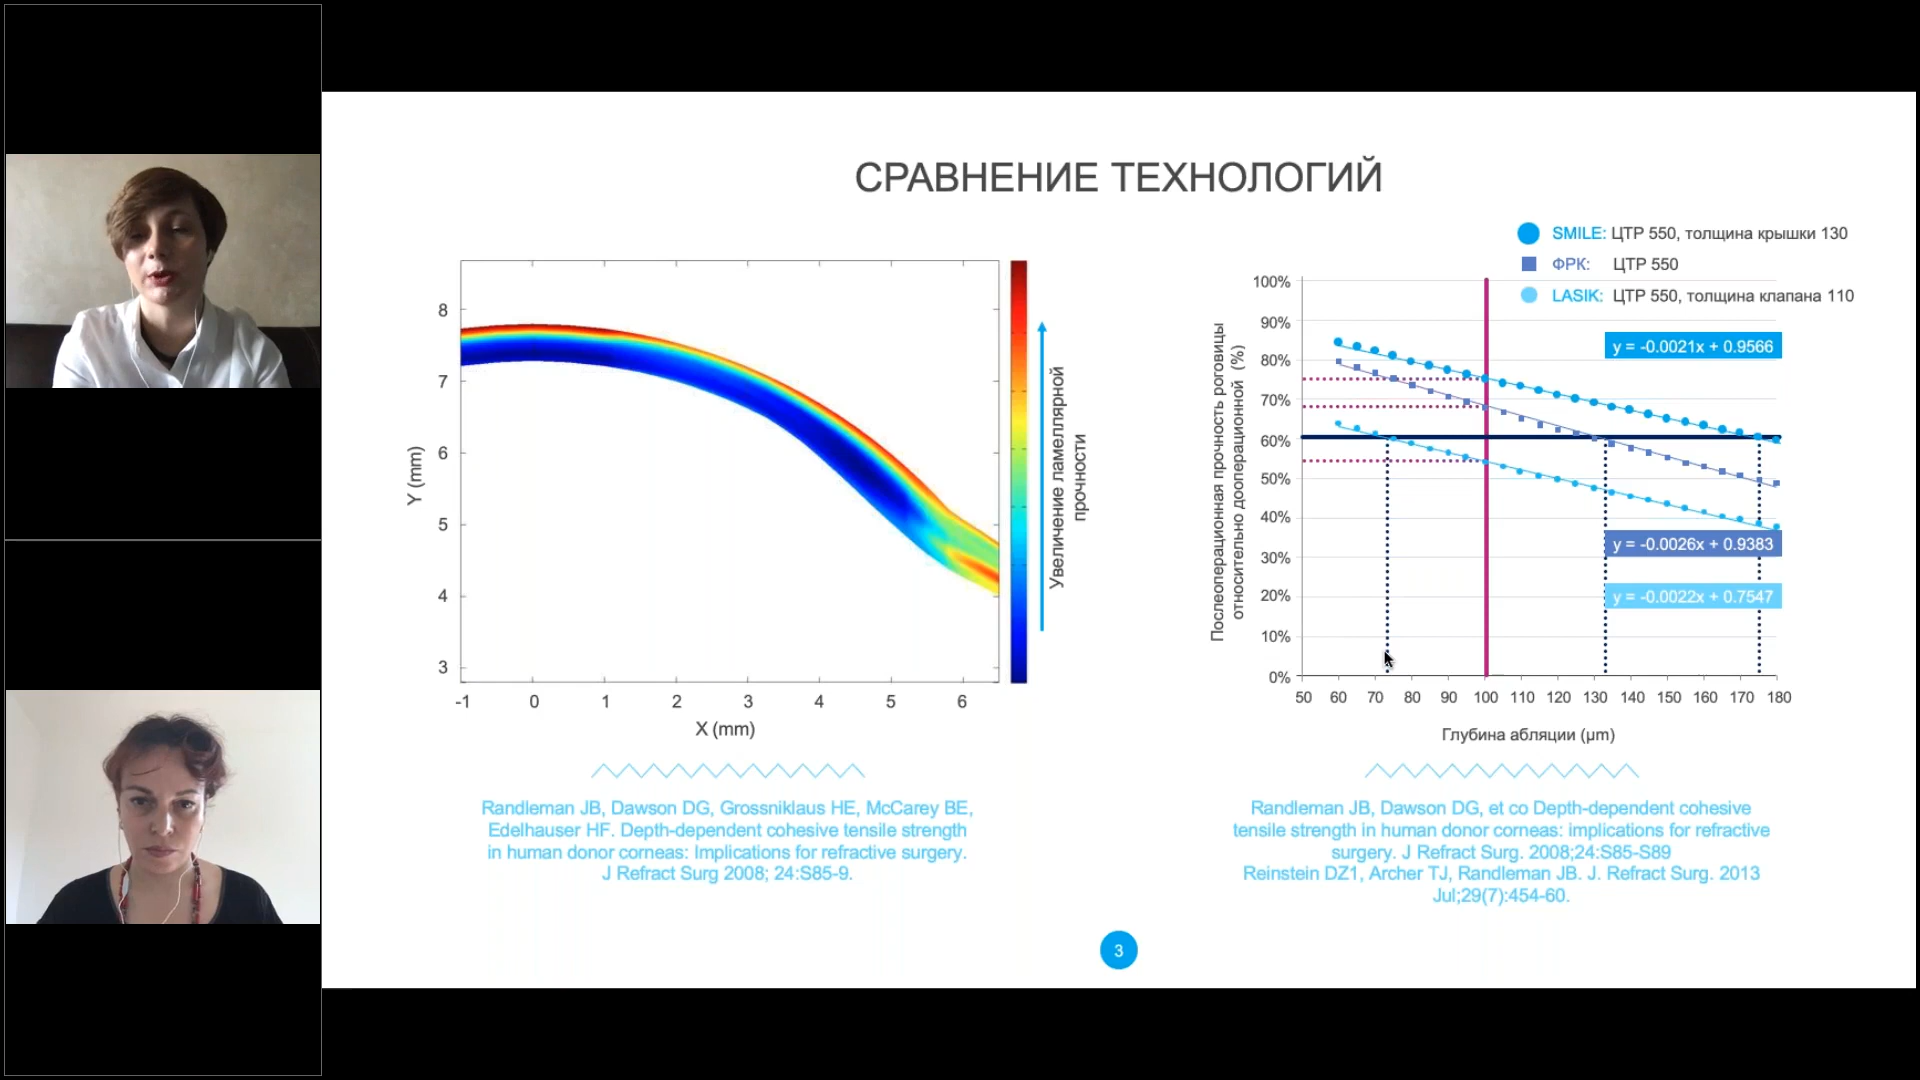 СРАВНЕНИЕ ТЕХНОЛОГИЙ
8
7
6
5
4
3
Y (mm)
-1 0 1 2 3 4 5 6
X (mm)
Увеличение ламеллярной
прочности
Randleman JB, Dawson DG, Grossniklaus HE, McCarey BE,
Edelhauser HF. Depth-dependent cohesive tensile strength
in human donor corneas: Implications for refractive surgery.
J Refract Surg 2008; 24:S85-9.
SMILE: ЦТР 550, толщина крышки 130
ФРК: ЦТР 550
LASIK: ЦТР 550, толщина клапана 110
Послеоперационная прочность роговицы
относительно дооперационной (%)
100%
90%
80%
70%
60%
50%
40%
30%
20%
10%
0%
y = -0.0021x + 0.9566
y = -0.0026x + 0.9383
y = -0.0022x + 0.7547
50 60 70 80 90 100 110 120 130 140 150 160 170 180
Глубина абляции (µm)
Randleman JB, Dawson DG, et co Depth-dependent cohesive
tensile strength in human donor corneas: implications for refractive
surgery. J Refract Surg. 2008;24:S85-S89
Reinstein DZ1, Archer TJ, Randleman JB. J. Refract Surg. 2013
Jul;29(7):454-60.
3